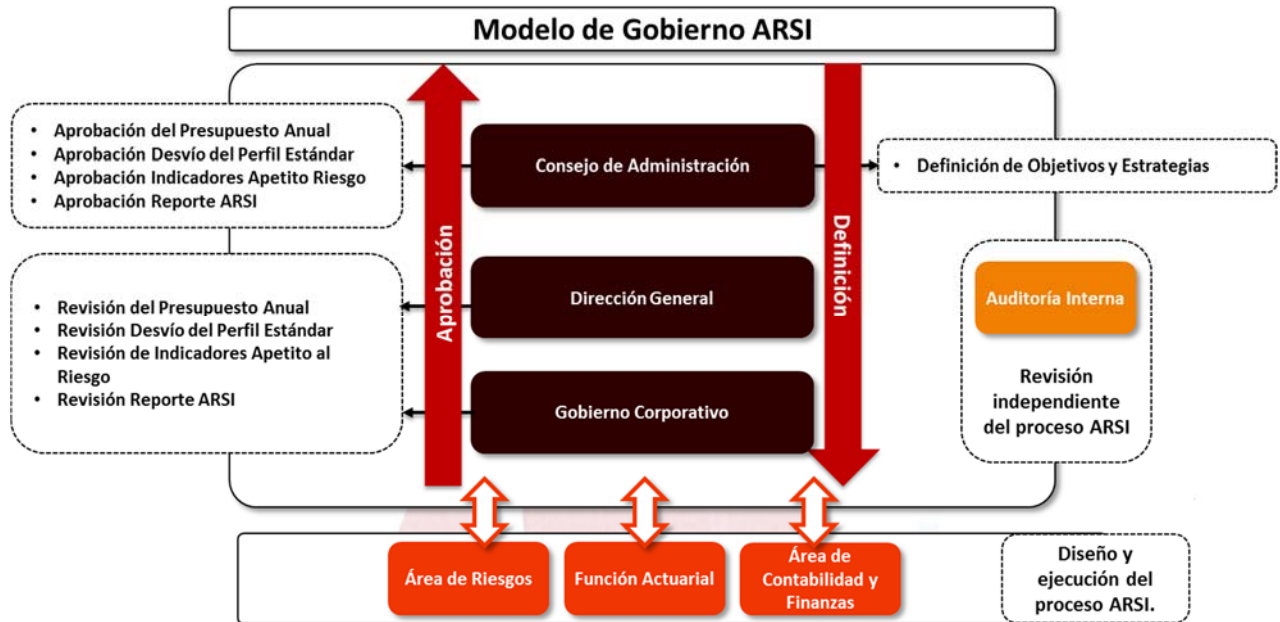 Modelo de Gobierno ARSI
• Aprobación del Presupuesto Anual
• Aprobación Desvío del Perfil Estándar
• Aprobación Indicadores Apetito Riesgo
• Aprobación Reporte ARSI
Consejo de Administración
• Definición de Objetivos y Estrategias
Aprobación
Definición
• Revisión del Presupuesto Anual
• Revisión Desvío del Perfil Estándar
• Revisión de Indicadores Apetito al
Riesgo
• Revisión Reporte ARSI
Dirección General
Gobierno Corporativo
Auditoría Interna
Revisión
independiente
del proceso ARSI
Área de Riesgos
Función Actuarial
Área de
Contabilidad y
Finanzas
Diseño y
ejecución del
proceso ARSI.